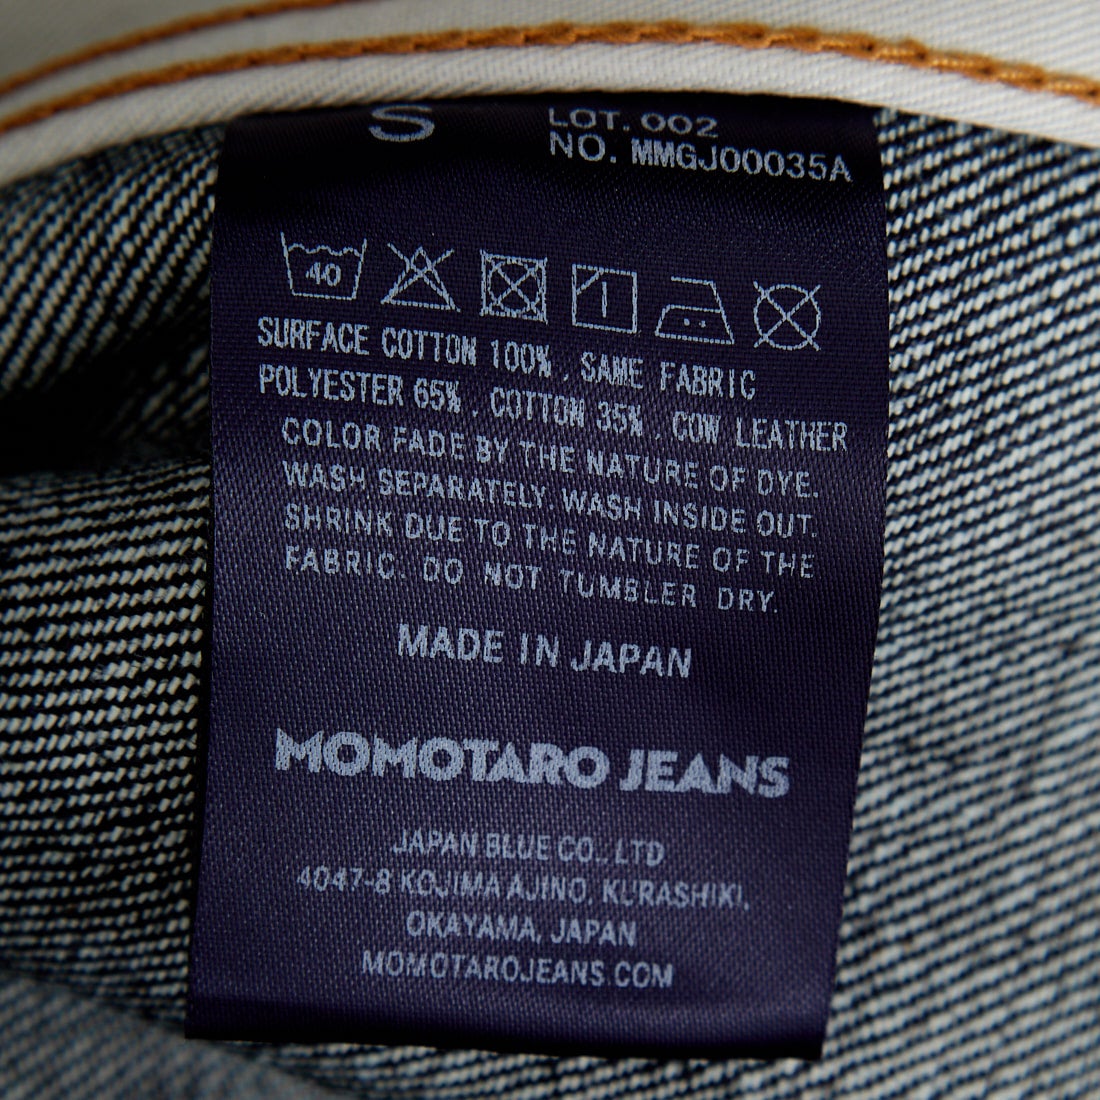 S
LOT. 002
NO. MMGJ00035A
40
SURFACE COTTON 100% . SAME FABRIC
POLYESTER 65% . COTTON 35% . COW LEATHER
COLOR FADE BY THE NATURE OF DYE.
WASH SEPARATELY. WASH INSIDE OUT.
SHRINK DUE TO THE NATURE OF THE
FABRIC. DO NOT TUMBLER DRY.
MADE IN JAPAN
MOMOTARO JEANS
JAPAN BLUE CO., LTD
4047-8 KOJIMA AJINO, KURASHIKI,
OKAYAMA, JAPAN
MOMOTAROJEANS.COM